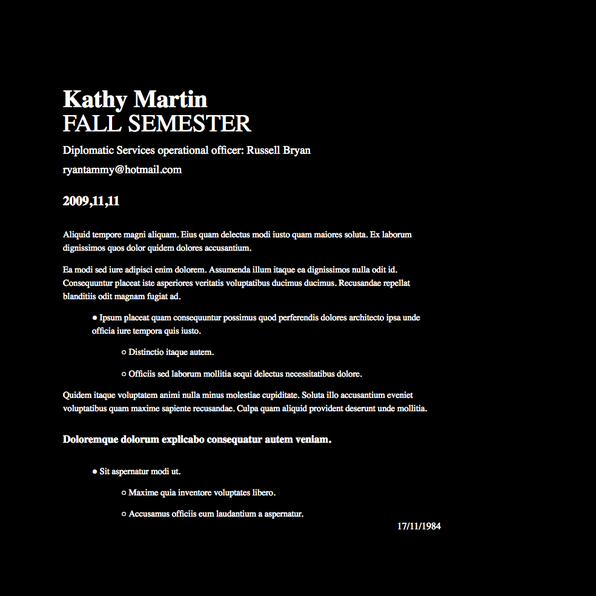 Kathy Martin
FALL SEMESTER
Diplomatic Services operational officer: Russell Bryan
ryantammy@hotmail.com
2009,11,11
Aliquid tempore magni aliquam. Eius quam delectus modi iusto quam maiores soluta. Ex laborum
dignissimos quos dolor quidem dolores accusantium.
Ea modi sed iure adipisci enim dolorem. Assumenda illum itaque ea dignissimos nulla odit id.
Consequuntur placeat iste asperiores veritatis voluptatibus ducimus ducimus. Recusandae repellat
blanditiis odit magnam fugiat ad.
● Ipsum placeat quam consequuntur possimus quod perferendis dolores architecto ipsa unde
officia iure tempora quis iusto.
○ Distinctio itaque autem.
○ Officiis sed laborum mollitia sequi delectus necessitatibus dolore.
Quidem itaque voluptatem animi nulla minus molestiae cupiditate. Soluta illo accusantium eveniet
voluptatibus quam maxime sapiente recusandae. Culpa quam aliquid provident deserunt unde mollitia.
Doloremque dolorum explicabo consequatur autem veniam.
● Sit aspernatur modi ut.
○ Maxime quia inventore voluptates libero.
○ Accusamus officiis eum laudantium a aspernatur.
17/11/1984